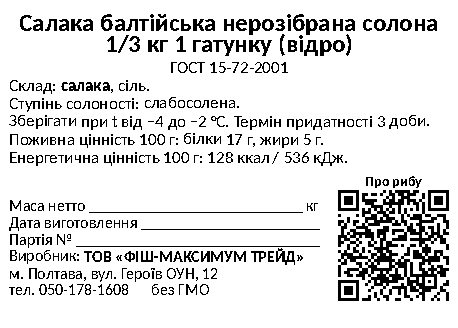 Салака балтійська нерозібрана солона
1/3 кг 1 гатунку (відро)
ГОСТ 15-72-2001
Склад: салака, сіль.
Ступінь солоності: слабосолена.
Зберігати при t від −4 до −2 °С. Термін придатності 3 доби.
Поживна цінність 100 г: білки 17 г, жири 5 г.
Енергетична цінність 100 г: 128 ккал / 536 кДж.
Про рибу
Маса нетто ____________________________ кг
Дата виготовлення ________________________
Партія № ________________________________
Виробник: ТОВ «ФІШ-МАКСИМУМ ТРЕЙД»
м. Полтава, вул. Героїв ОУН, 12
тел. 050-178-1608 без ГМО